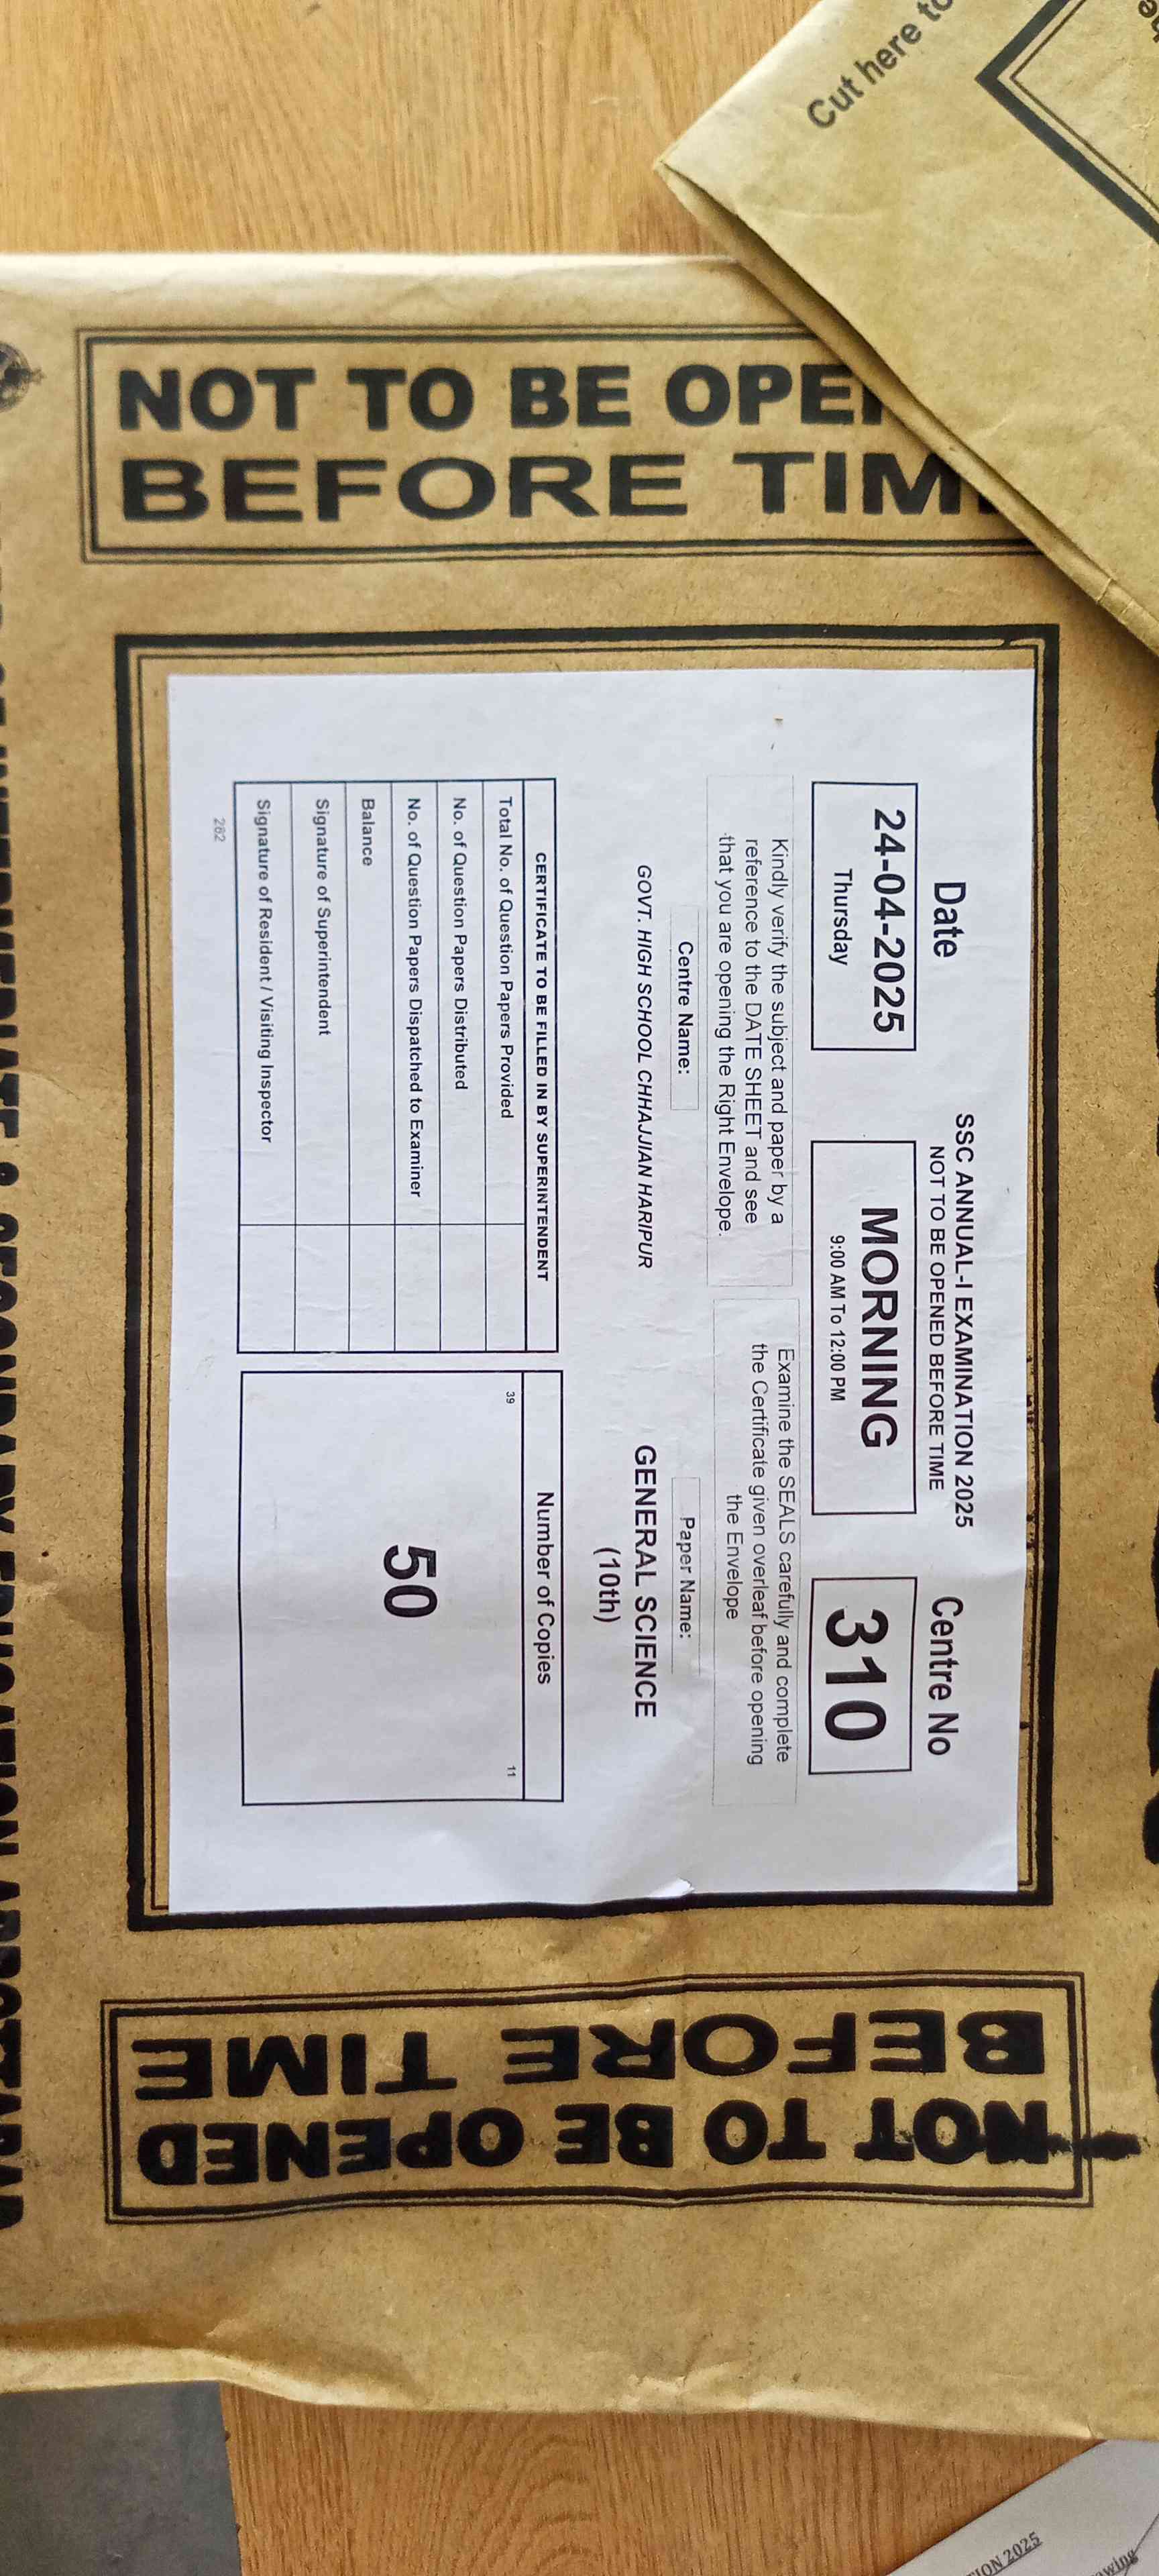 Cut here to
NOT TO BE
BEFORE
SSC ANNUAL-I EXAMINATION 2025
NOT TO BE OPENED BEFORE TIME
Date
Centre No
24-04-2025
Thursday
MORNING
9:00 AM To 12:00 PM
310
Kindly verify the subject and paper by a
reference to the DATE SHEET and see
that you are opening the Right Envelope.
Examine the SEALS carefully and complete
the Certificate given overleaf before opening
the Envelope
Centre Name:
Paper Name:
GOVT. HIGH SCHOOL CHHAJJIAN HARIPUR
GENERAL SCIENCE
(10th)
CERTIFICATE TO BE FILLED IN BY SUPERINTENDENT
Total No. of Question Papers Provided
No. of Question Papers Distributed
No. of Question Papers Dispatched to Examiner
Balance
Signature of Superintendent
Signature of Resident / Visiting Inspector
Number of Copies
39
11
50
262
NOT TO BE OPENED
BEFORE TIME
INTERMEDIATE & SECONDARY EDUCATION
2025